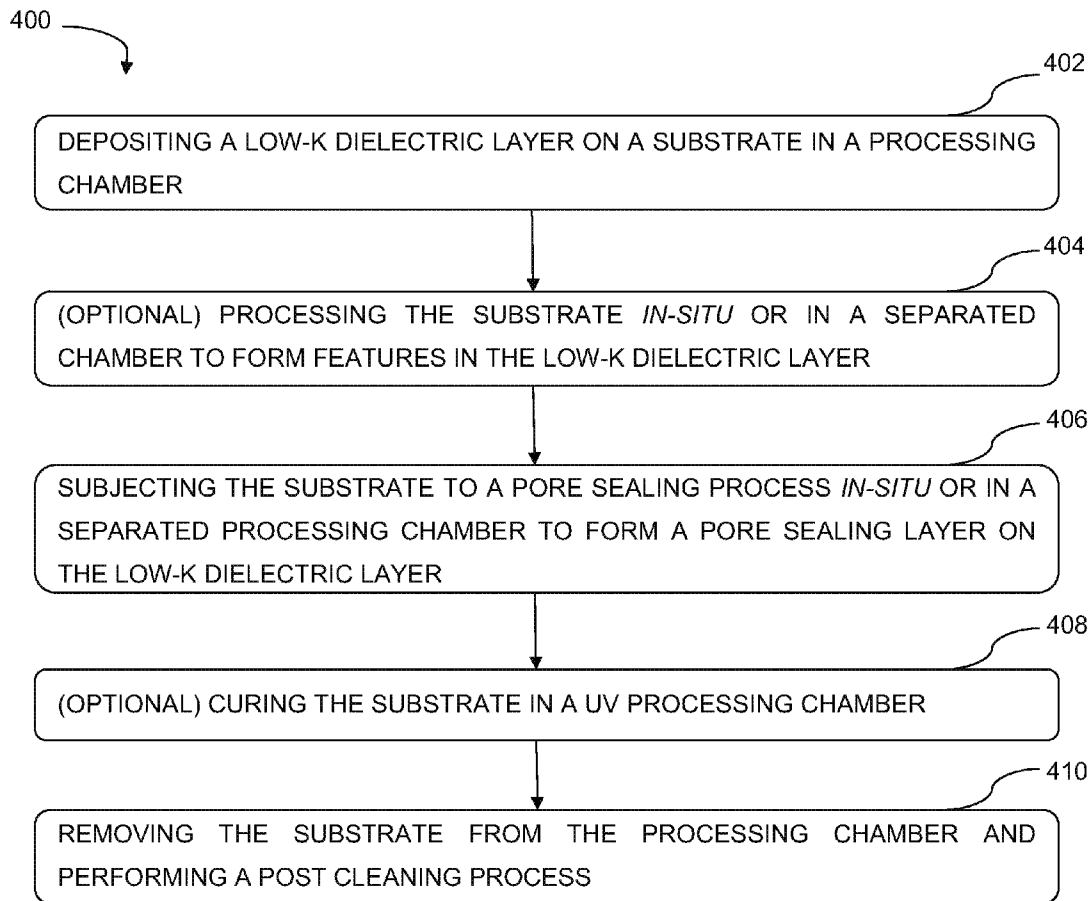 400
402
DEPOSITING A LOW-K DIELECTRIC LAYER ON A SUBSTRATE IN A PROCESSING
CHAMBER
404
(OPTIONAL) PROCESSING THE SUBSTRATE IN-SITU OR IN A SEPARATED
CHAMBER TO FORM FEATURES IN THE LOW-K DIELECTRIC LAYER
406
SUBJECTING THE SUBSTRATE TO A PORE SEALING PROCESS IN-SITU OR IN A
SEPARATED PROCESSING CHAMBER TO FORM A PORE SEALING LAYER ON
THE LOW-K DIELECTRIC LAYER
408
(OPTIONAL) CURING THE SUBSTRATE IN A UV PROCESSING CHAMBER
410
REMOVING THE SUBSTRATE FROM THE PROCESSING CHAMBER AND
PERFORMING A POST CLEANING PROCESS